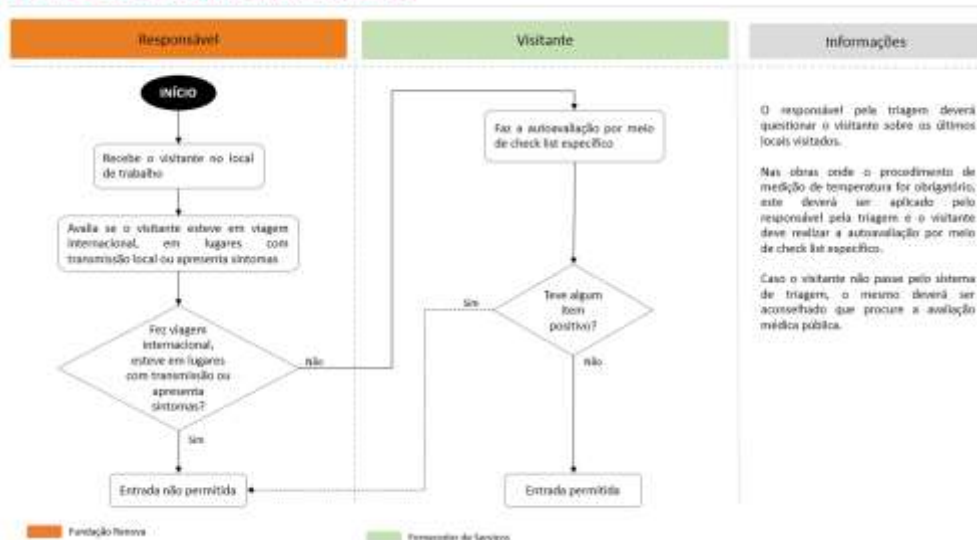 Responsável
Visitante
Informações
INÍCIO
Recebe o visitante no local
de trabalho
Avalia se o visitante esteve em viagem
internacional, em lugares com
transmissão local ou apresenta sintomas
Fez viagem
internacional,
esteve em lugares
com transmissão ou
apresenta
sintomas?
Não
Sim
Entrada não permitida
Faz a autoavaliação por meio
de check list específico
Teve algum
item
positivo?
Sim
Não
Entrada permitida
O responsável pela triagem deverá
questionar o visitante sobre os últimos
locais visitados.
Nas obras onde o procedimento de
medição de temperatura for obrigatório,
este deverá ser aplicado pelo
responsável pela triagem e o visitante
deve realizar a autoavaliação por meio
de check list específico.
Caso o visitante não passe pelo sistema
de triagem, o mesmo deverá ser
aconselhado que procure a avaliação
médica pública.
Fundação Renova
Fornecedor de Serviços